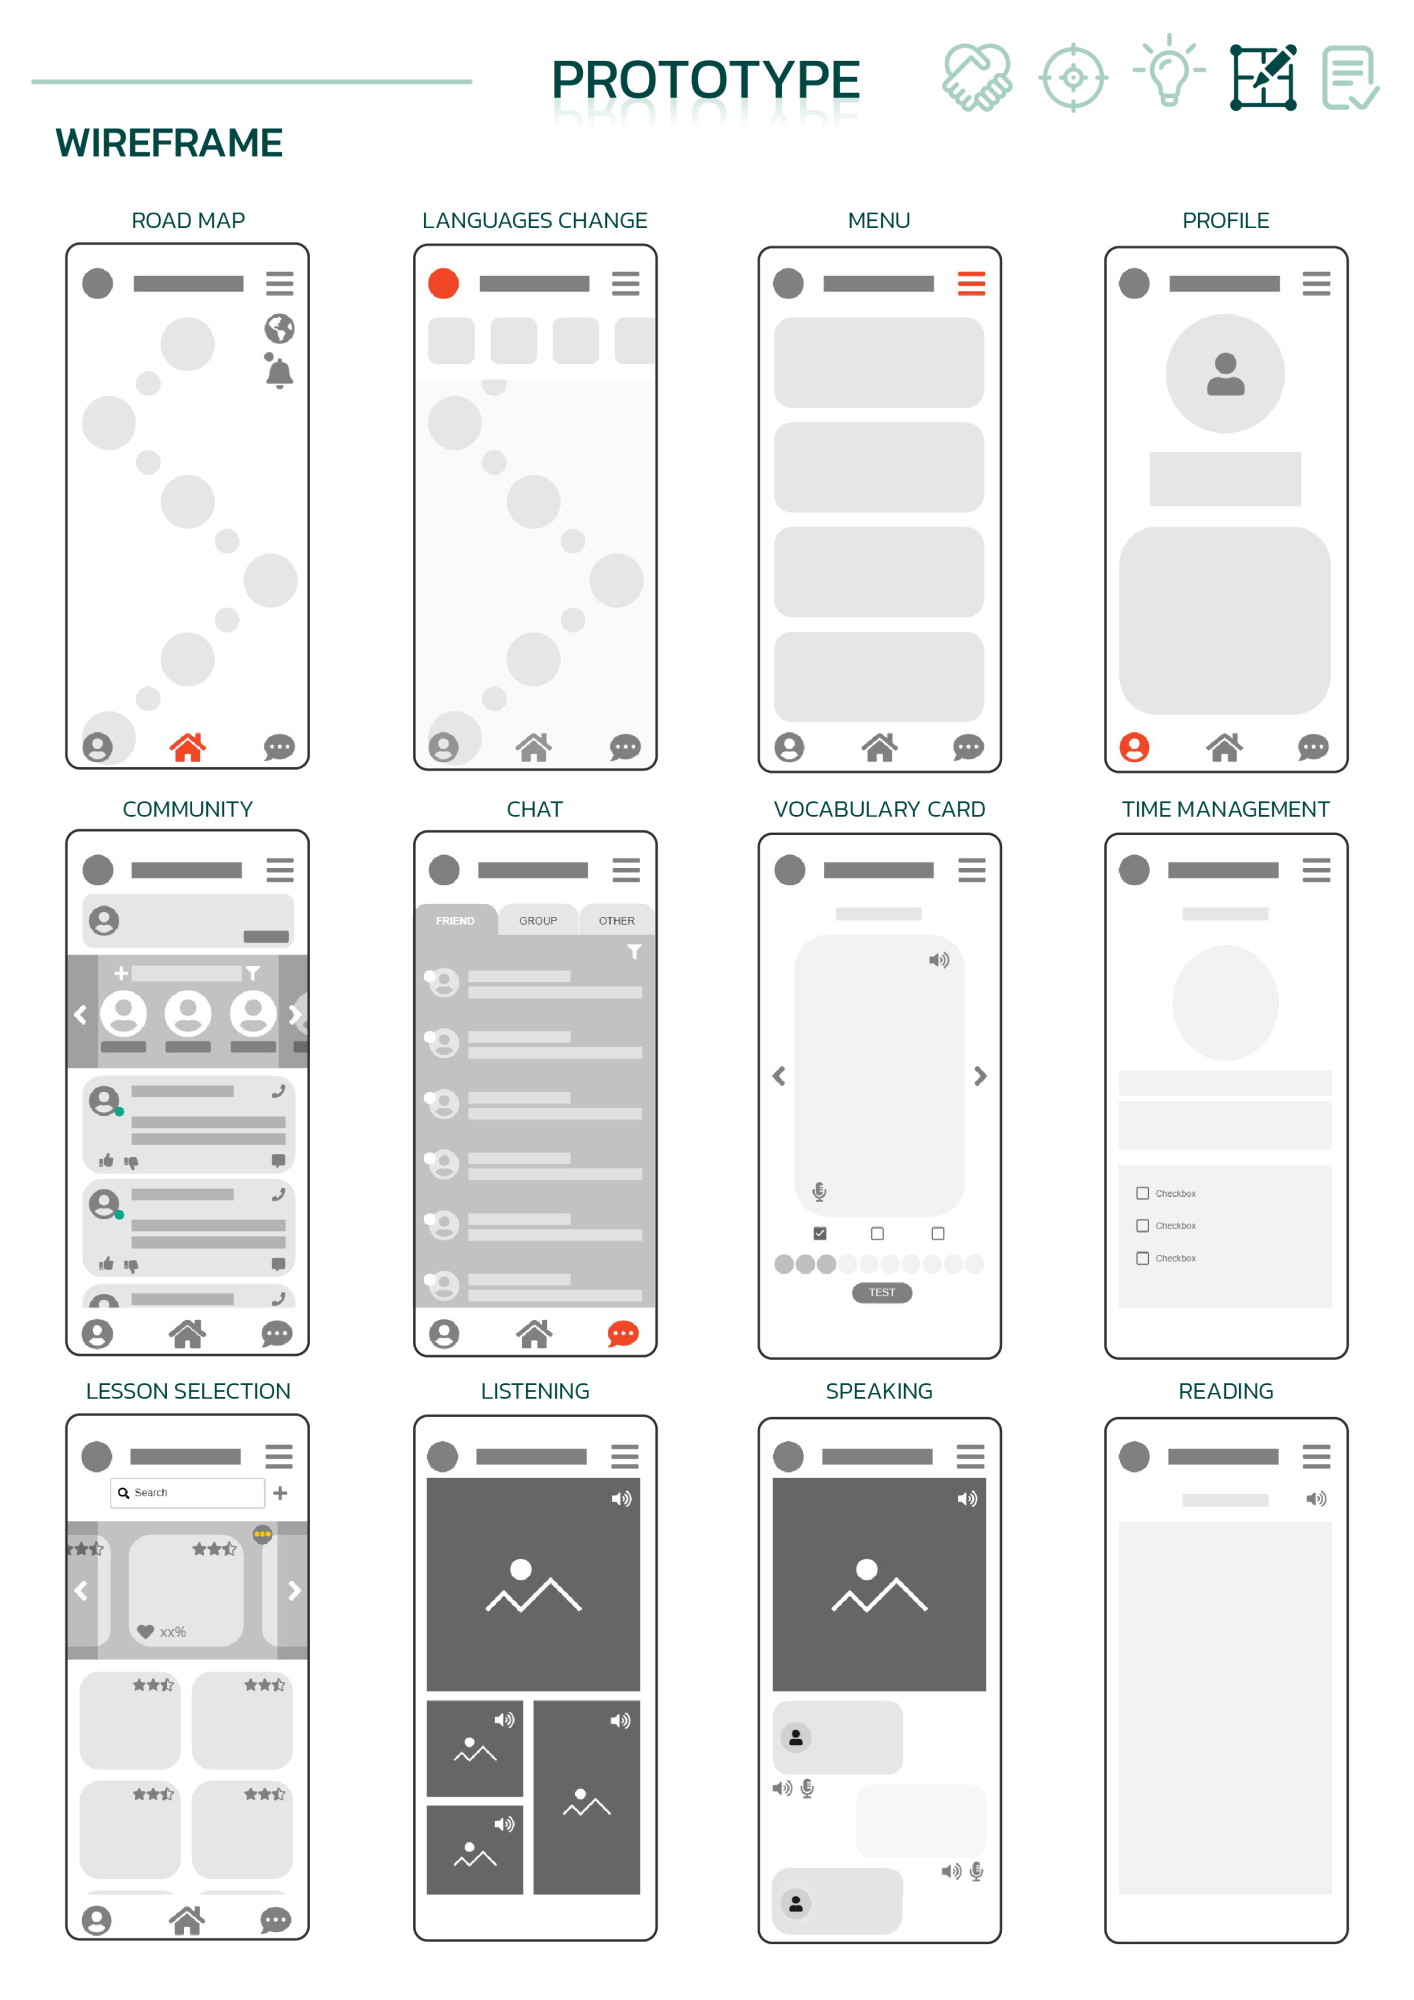 PROTOTYPE
WIREFRAME
ROAD MAP
LANGUAGES CHANGE
MENU
PROFILE
COMMUNITY
CHAT
VOCABULARY CARD
TIME MANAGEMENT
FRIEND
GROUP
OTHER
Checkbox
Checkbox
Checkbox
TEST
LESSON SELECTION
LISTENING
SPEAKING
READING
Search
xx%